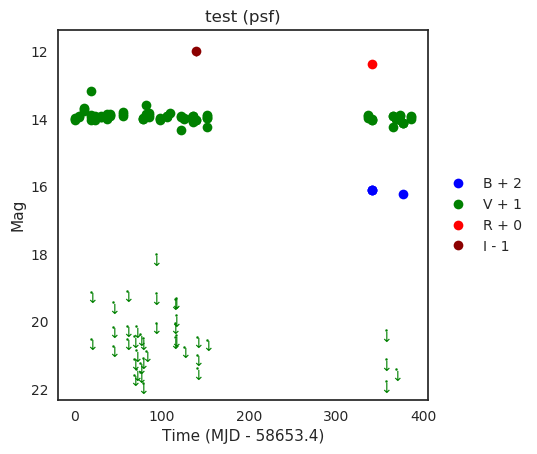 test (psf)
Mag
12
14
16
18
20
22
0
100
200
300
400
Time (MJD - 58653.4)
B + 2
V + 1
R + 0
I - 1